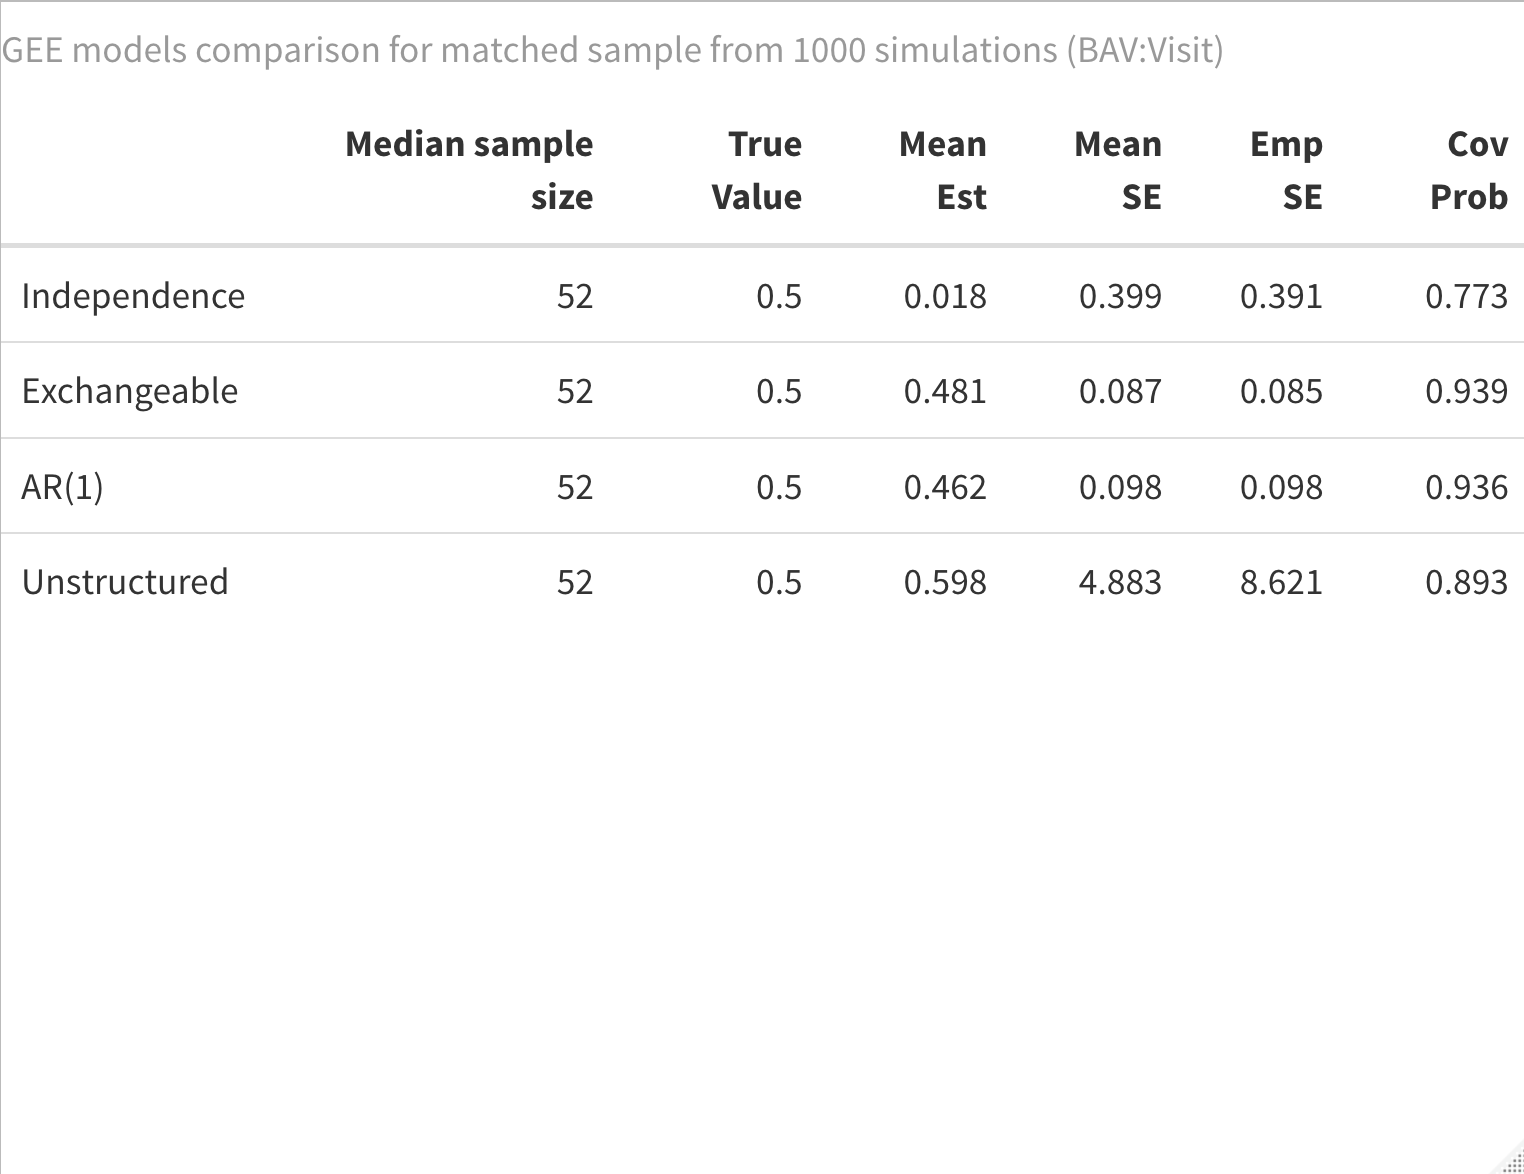 GEE models comparison for matched sample from 1000 simulations (BAV:Visit)
Median sample True Mean Mean Emp Cov
size Value Est SE SE Prob
Independence 52 0.5 0.018 0.399 0.391 0.773
Exchangeable 52 0.5 0.481 0.087 0.085 0.939
AR(1) 52 0.5 0.462 0.098 0.098 0.936
Unstructured 52 0.5 0.598 4.883 8.621 0.893